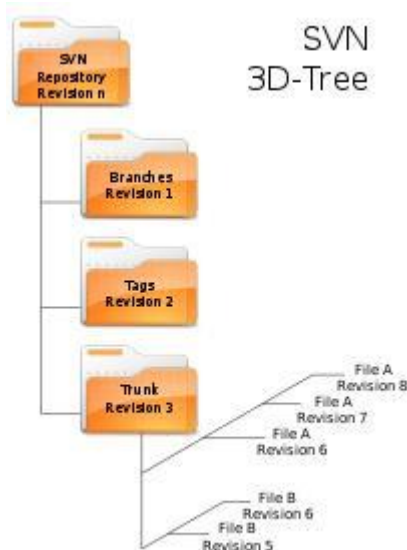 SVN
3D-Tree
SVN
Repository
Revision n
Branches
Revision 1
Tags
Revision 2
Trunk
Revision 3
File A
Revision 8
File A
Revision 7
File A
Revision 6
File B
Revision 6
File B
Revision 5